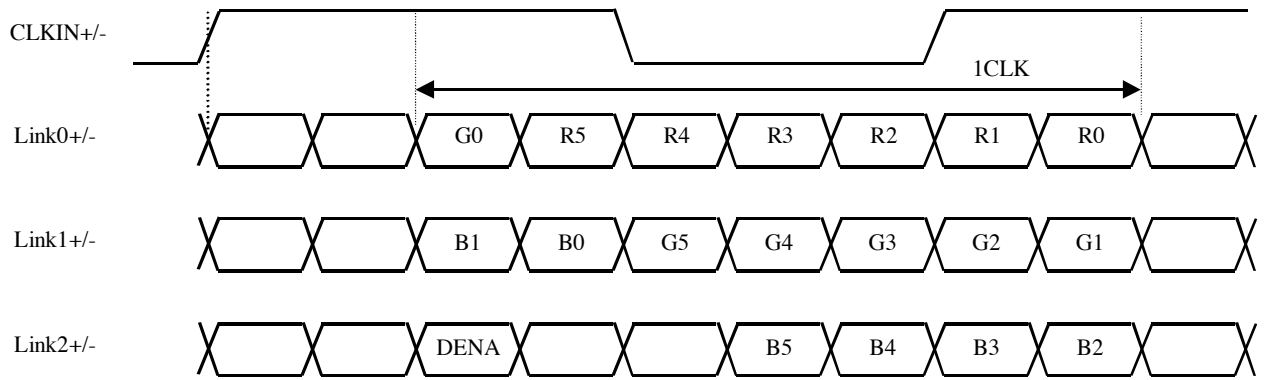 CLKIN+/-
1CLK
Link0+/- G0 R5 R4 R3 R2 R1 R0
Link1+/- B1 B0 G5 G4 G3 G2 G1
Link2+/- DENA B5 B4 B3 B2